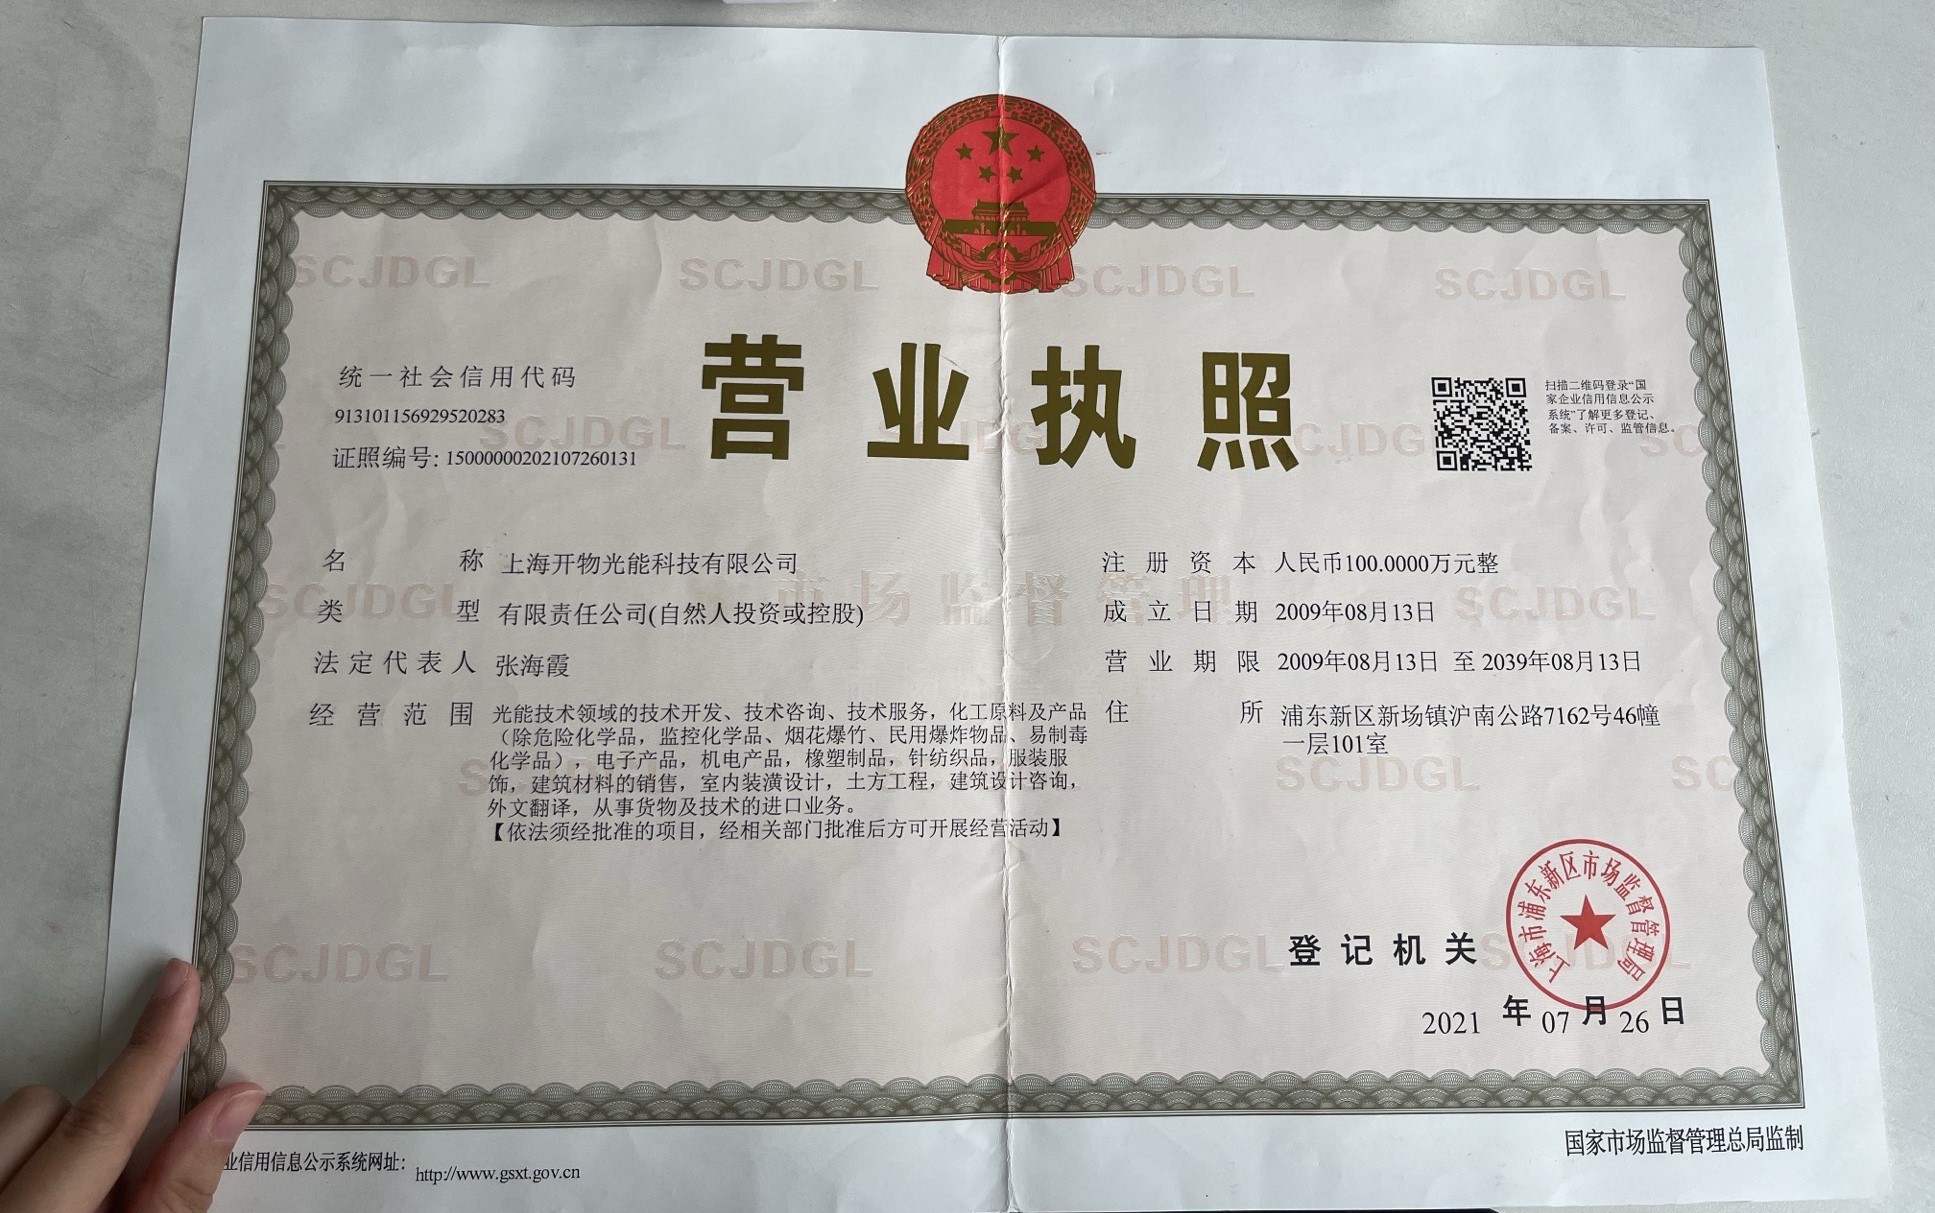 营业执照
统一社会信用代码
913101156929520283
证照编号: 15000000202107260131
扫描二维码登录“国
家企业信用信息公示
系统”了解更多登记、
备案、许可、监管信息。
名称 上海开物光能科技有限公司
类型 有限责任公司(自然人投资或控股)
法定代表人 张海霞
经营范围 光能技术领域的技术开发、技术咨询、技术服务，化工原料及产品
（除危险化学品，监控化学品、烟花爆竹、民用爆炸物品、易制毒
化学品），电子产品，机电产品，橡塑制品，针纺织品，服装服
饰，建筑材料的销售，室内装潢设计，土方工程，建筑设计咨询，
外文翻译，从事货物及技术的进口业务。
【依法须经批准的项目，经相关部门批准后方可开展经营活动】
注册资本 人民币100.0000万元整
成立日期 2009年08月13日
营业期限 2009年08月13日 至 2039年08月13日
住所 浦东新区新场镇沪南公路7162号46幢
一层101室
登记机关
上海市浦东新区市场监督管理局
2021 年 07 月 26 日
业信用信息公示系统网址: http://www.gsxt.gov.cn
国家市场监督管理总局监制
SCJDGL
市场监督管理